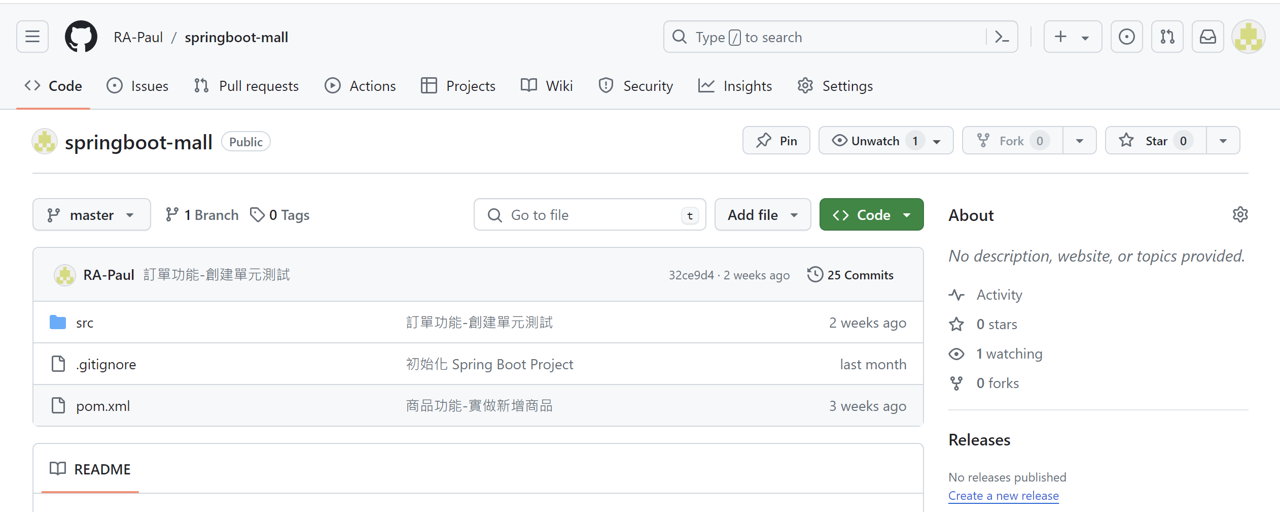 RA-Paul / springboot-mall Type / to search
Code Issues Pull requests Actions Projects Wiki Security Insights Settings
springboot-mall Public Pin Unwatch 1 Fork 0 Star 0
master 1 Branch 0 Tags Go to file t Add file Code
About
No description, website, or topics provided.
RA-Paul 訂單功能-創建單元測試 32ce9d4 · 2 weeks ago 25 Commits
src 訂單功能-創建單元測試 2 weeks ago
.gitignore 初始化 Spring Boot Project last month
pom.xml 商品功能-實做新增商品 3 weeks ago
Activity
0 stars
1 watching
0 forks
README
Releases
No releases published
Create a new release